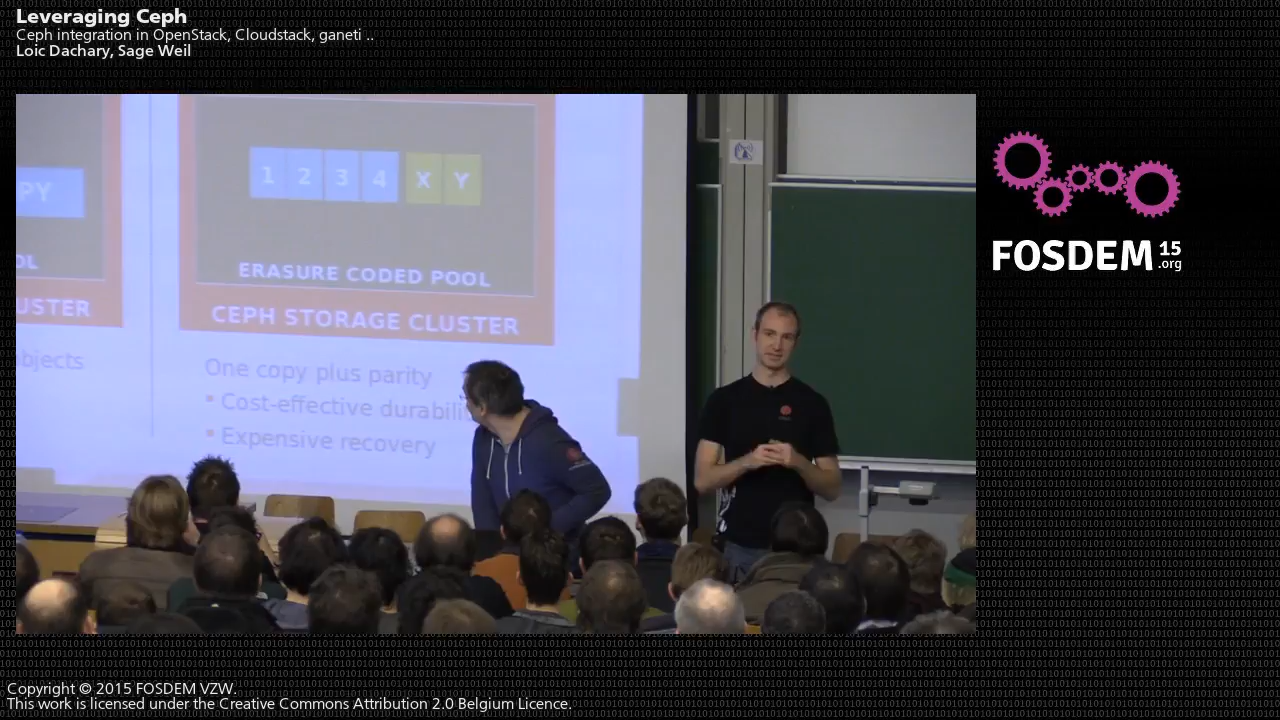 Leveraging Ceph
Ceph integration in OpenStack, Cloudstack, ganeti ..
Loic Dachary, Sage Weil
PY
OL
USTER
bjects
1 2 3 4 X Y
ERASURE CODED POOL
CEPH STORAGE CLUSTER
One copy plus parity
Cost-effective durabili
Expensive recovery
FOSDEM 15
.org
Copyright © 2015 FOSDEM VZW.
This work is licensed under the Creative Commons Attribution 2.0 Belgium Licence.